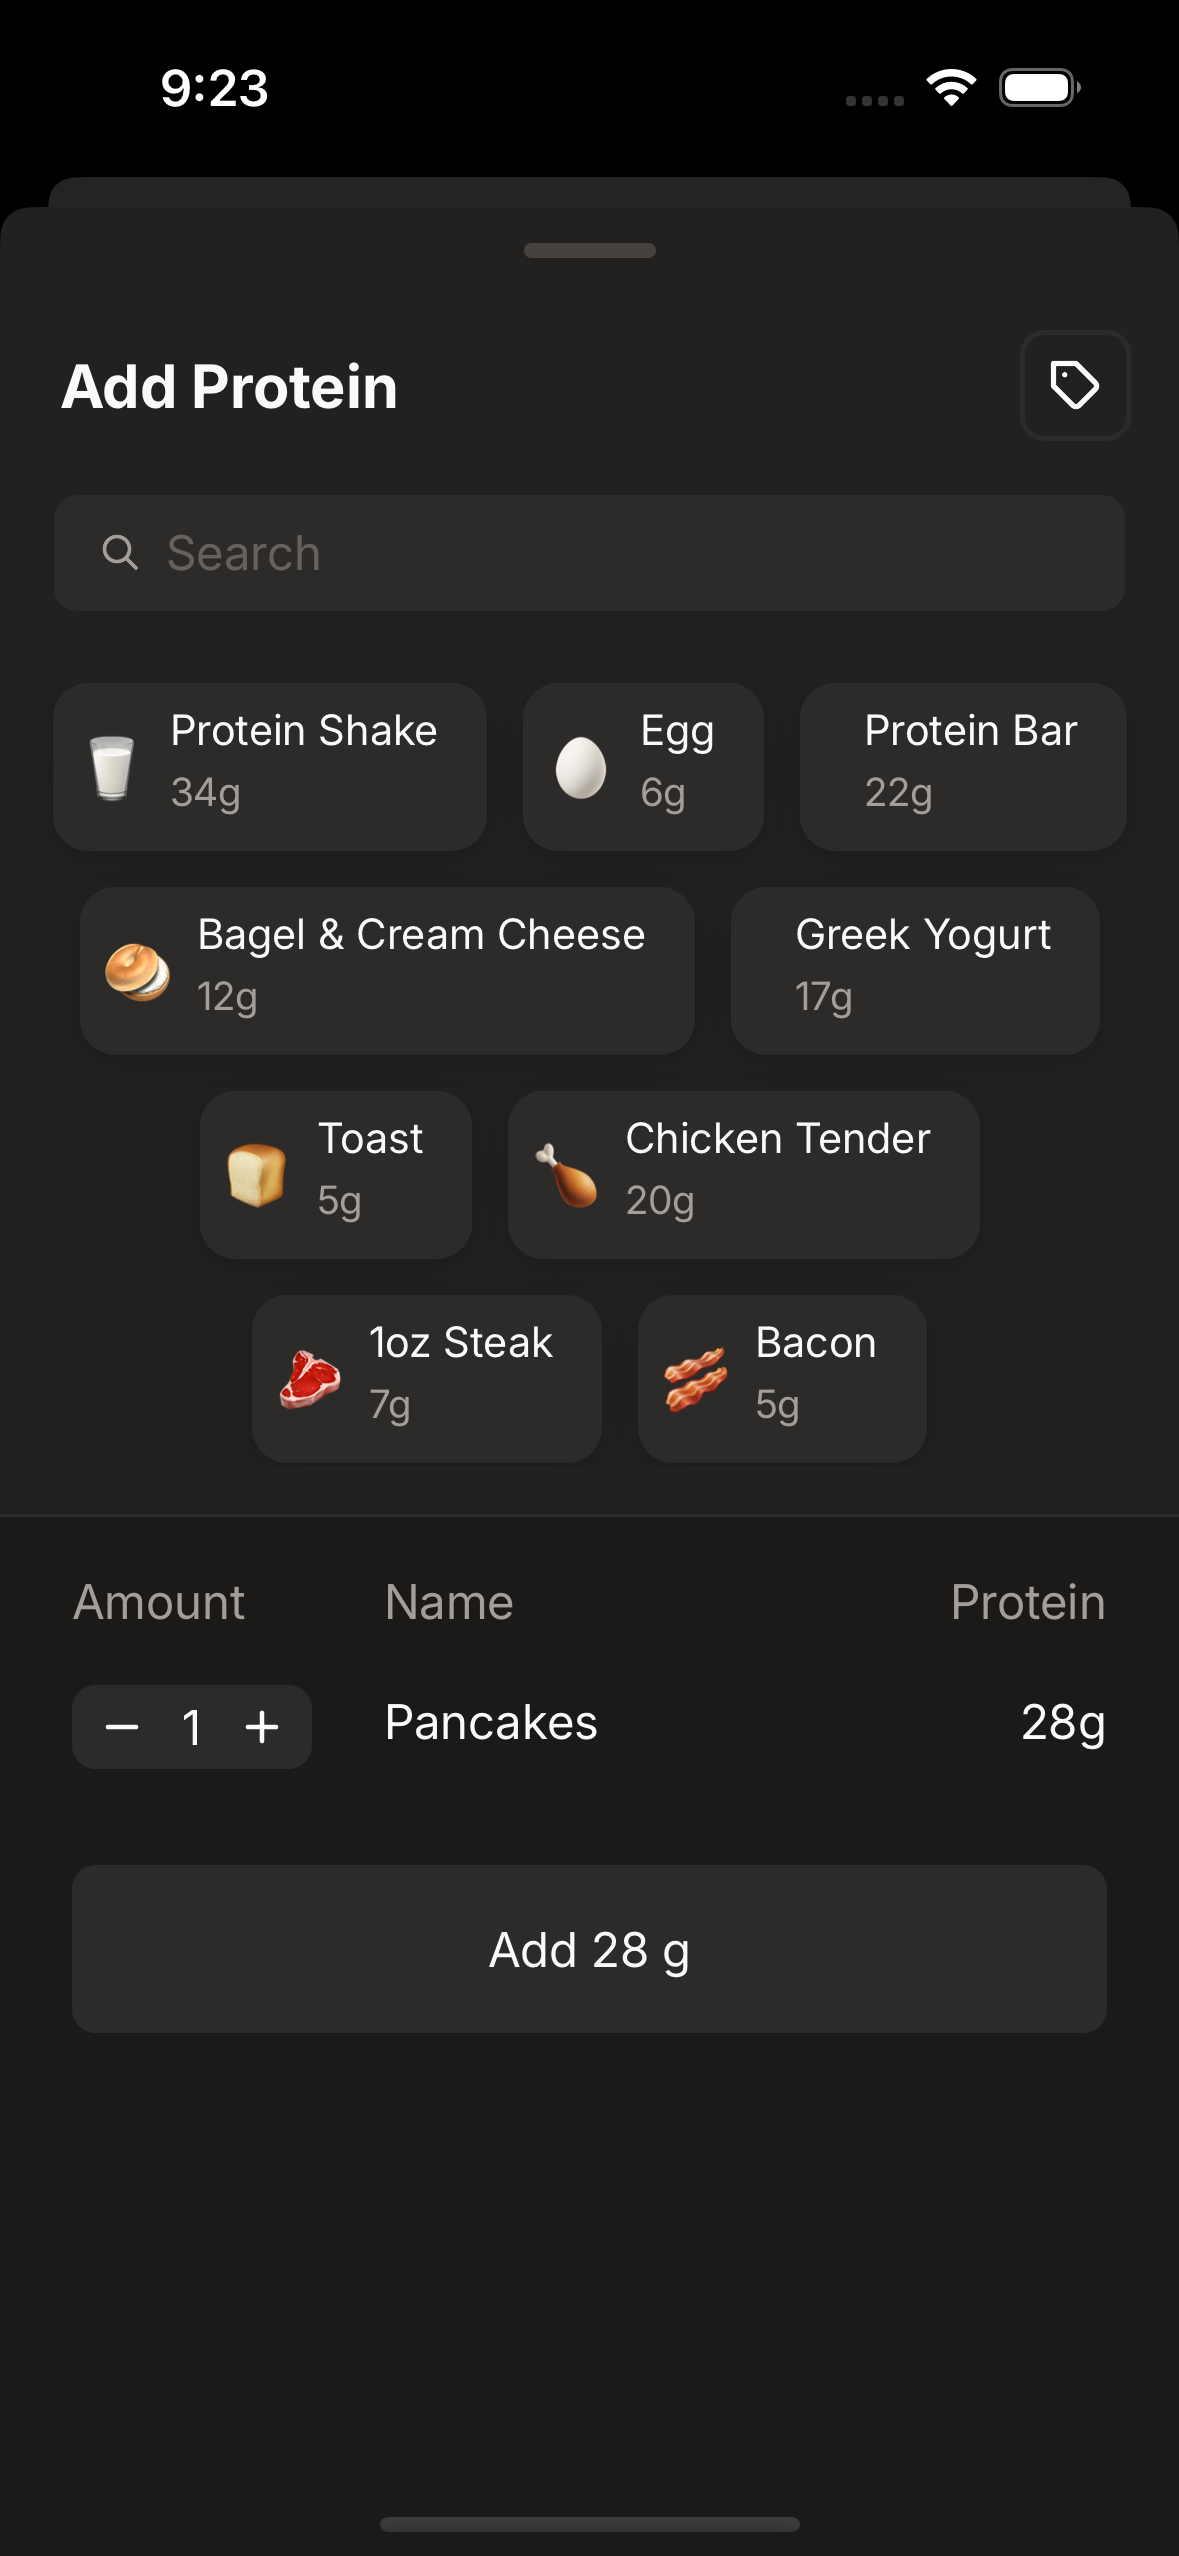 9:23
Add Protein
Search
Protein Shake
34g
Egg
6g
Protein Bar
22g
Bagel & Cream Cheese
12g
Greek Yogurt
17g
Toast
5g
Chicken Tender
20g
1oz Steak
7g
Bacon
5g
Amount Name Protein
1 Pancakes 28g
Add 28 g